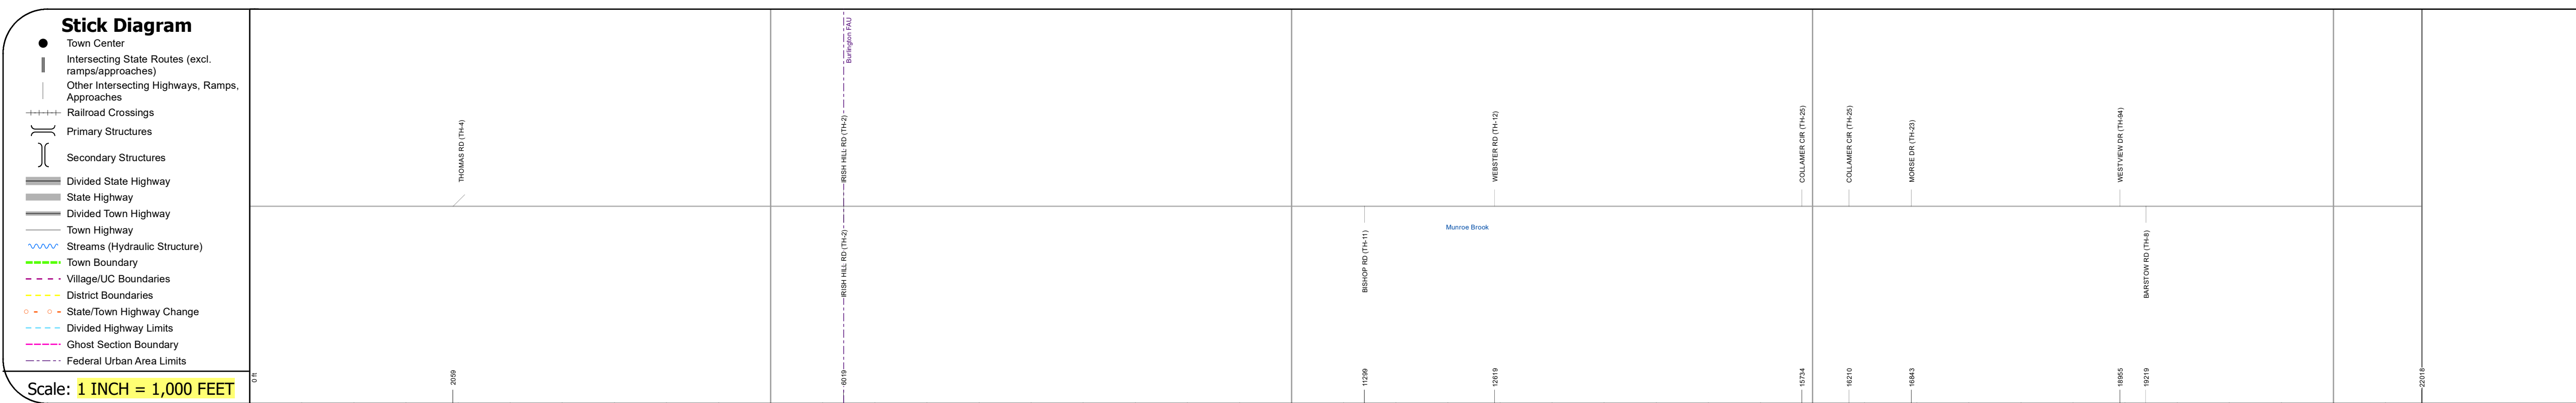 Stick Diagram
Town Center
Intersecting State Routes (excl.
ramps/approaches)
Other Intersecting Highways, Ramps,
Approaches
Railroad Crossings
Primary Structures
Secondary Structures
Divided State Highway
State Highway
Divided Town Highway
Town Highway
Streams (Hydraulic Structure)
Town Boundary
Village/UC Boundaries
District Boundaries
State/Town Highway Change
Divided Highway Limits
Ghost Section Boundary
Federal Urban Area Limits
Scale: 1 INCH = 1,000 FEET
Burlington FAU
THOMAS RD (TH-4)
IRISH HILL RD (TH-2)
WEBSTER RD (TH-12)
COLLAMER CIR (TH-25)
COLLAMER CIR (TH-25)
MORSE DR (TH-23)
WESTVIEW DR (TH-94)
IRISH HILL RD (TH-2)
BISHOP RD (TH-11)
Munroe Brook
BARSTOW RD (TH-8)
0 ft
2059
6019
11299
12619
15734
16210
16843
18955
19219
22018